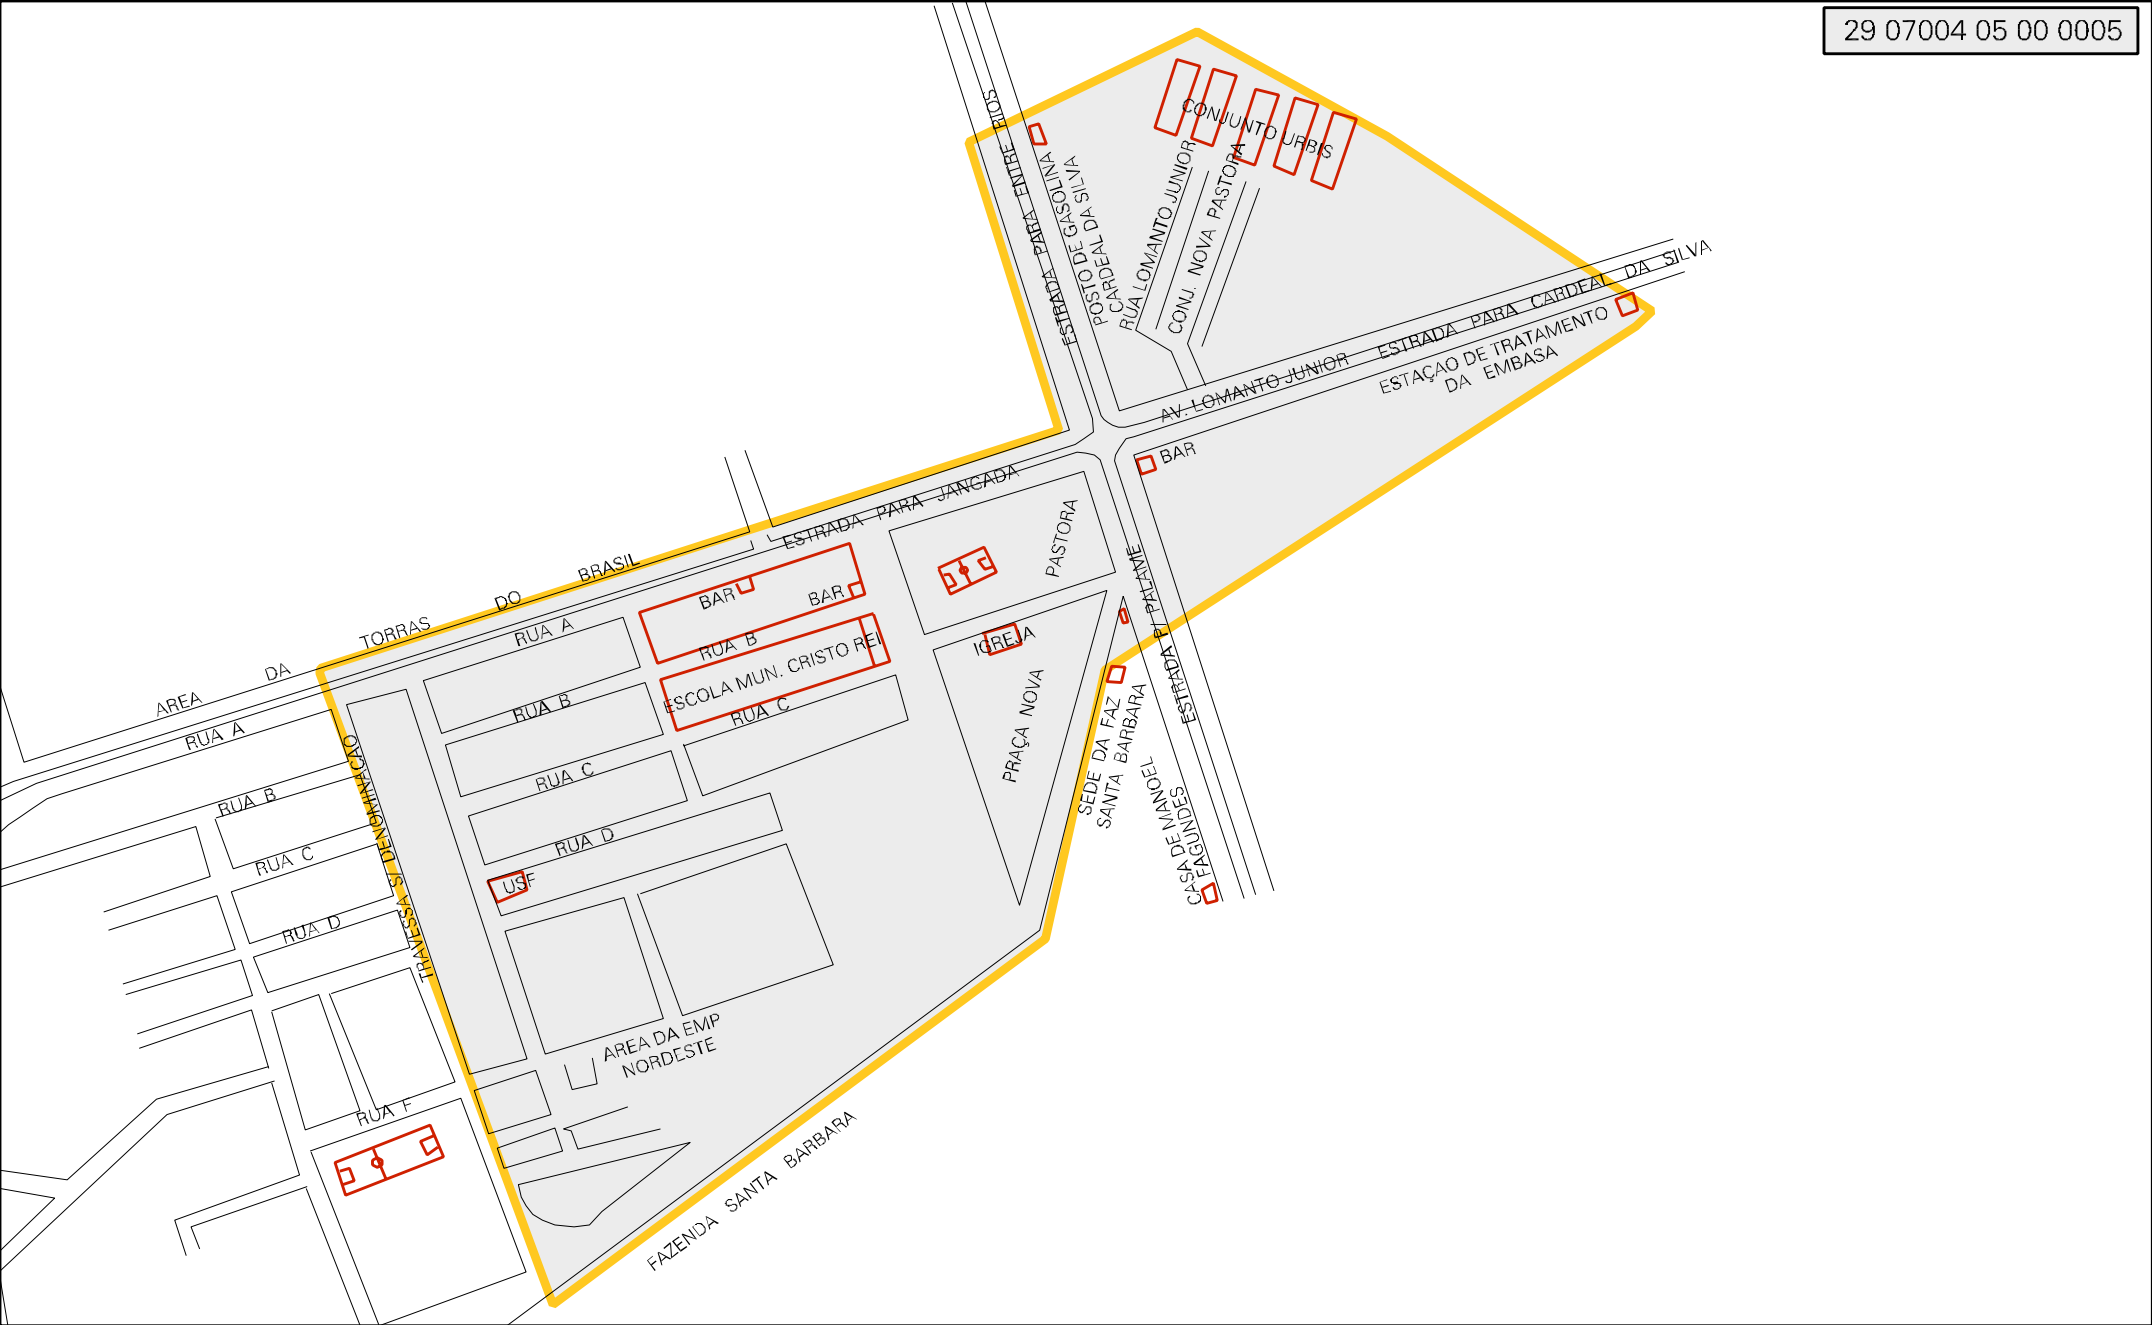 29 07004 05 00 0005
CONJUNTO URBIS
ESTRADA PARA ENTRE RIOS
POSTO DE GASOLINA
CARDEAL DA SILVA
RUA LOMANTO JUNIOR
CONJ. NOVA PASTORA
AV. LOMANTO JUNIOR
ESTRADA PARA CARDEAL DA SILVA
ESTAÇAO DE TRATAMENTO
DA EMBASA
BAR
ESTRADA PARA JANGADA
PASTORA
ESTRADA P/ PALAME
AREA DA TORRAS DO BRASIL
RUA A
BAR
BAR
RUA B
ESCOLA MUN. CRISTO REI
RUA C
IGREJA
PRAÇA NOVA
SEDE DA FAZ
SANTA BARBARA
CASA DE MANOEL
FAGUNDES
RUA A
RUA B
RUA C
RUA D
USF
RUA B
RUA C
RUA D
TRAVESSA S/ DENOMINAÇAO
AREA DA EMP
NORDESTE
RUA F
FAZENDA SANTA BARBARA